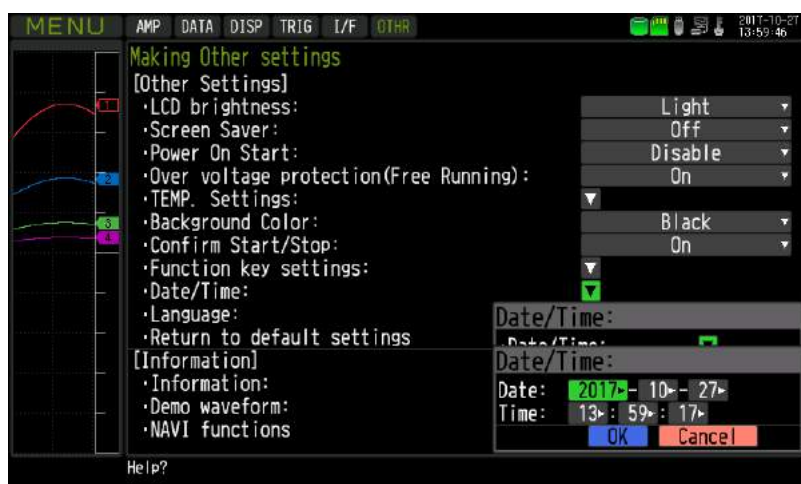 MENU AMP DATA DISP TRIG I/F OTHR 2017-10-27
13:59:46
Making Other settings
[Other Settings]
·LCD brightness: Light
·Screen Saver: Off
·Power On Start: Disable
·Over voltage protection(Free Running): On
·TEMP. Settings:
·Background Color: Black
·Confirm Start/Stop: On
·Function key settings:
·Date/Time:
·Language:
·Return to default settings
[Information]
·Information:
·Demo waveform:
·NAVI functions
Date/Time:
·Date/Time:
Date/Time:
Date: 2017 - 10 - 27
Time: 13 : 59 : 17
OK Cancel
1
2
3
4
Help?